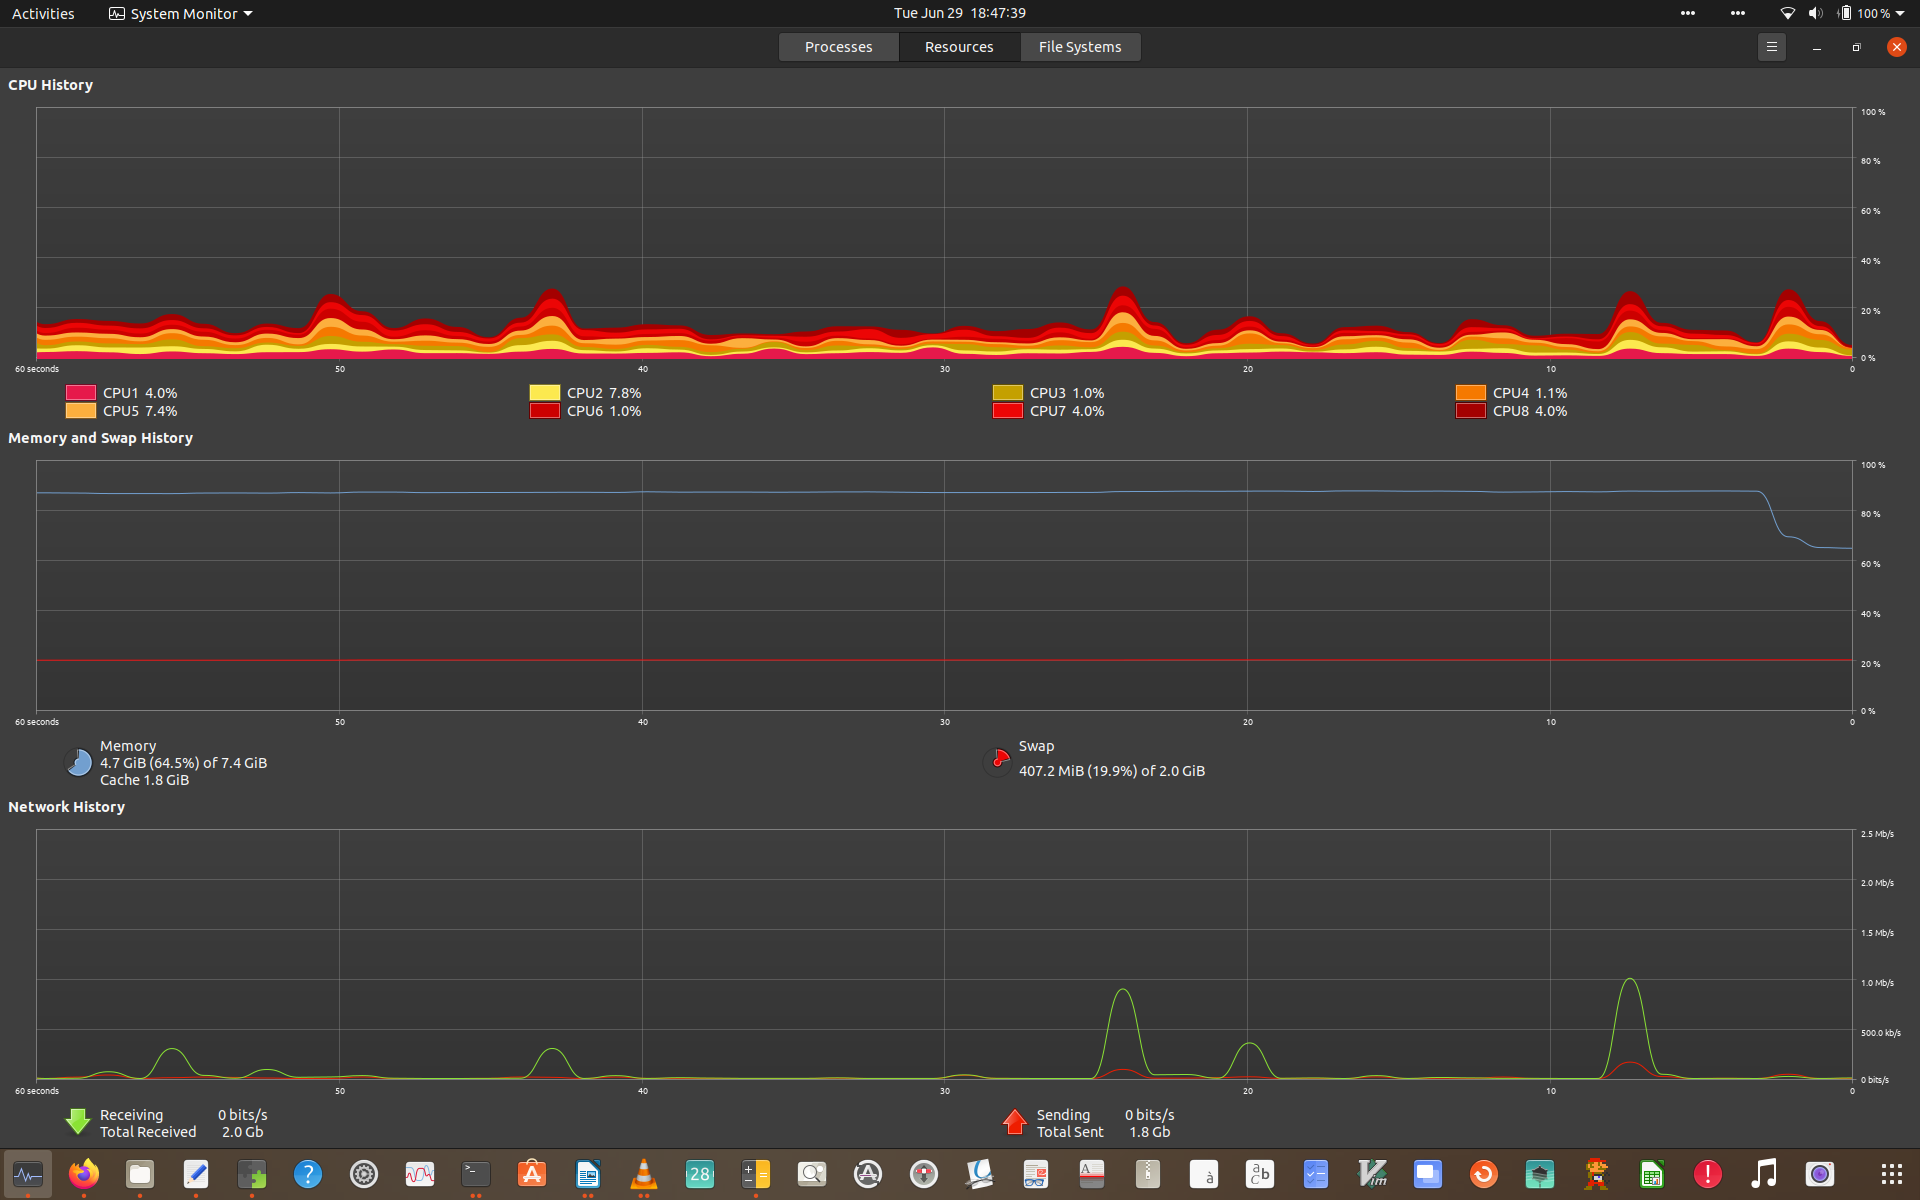 Activities System Monitor Tue Jun 29 18:47:39 100 %
Processes Resources File Systems
CPU History
100 %
80 %
60 %
40 %
20 %
0 %
60 seconds 50 40 30 20 10 0
CPU1 4.0% CPU2 7.8% CPU3 1.0% CPU4 1.1%
CPU5 7.4% CPU6 1.0% CPU7 4.0% CPU8 4.0%
Memory and Swap History
100 %
80 %
60 %
40 %
20 %
0 %
60 seconds 50 40 30 20 10 0
Memory
4.7 GiB (64.5%) of 7.4 GiB
Cache 1.8 GiB
Swap
407.2 MiB (19.9%) of 2.0 GiB
Network History
2.5 Mb/s
2.0 Mb/s
1.5 Mb/s
1.0 Mb/s
500.0 kb/s
0 bits/s
60 seconds 50 40 30 20 10 0
Receiving 0 bits/s
Total Received 2.0 Gb
Sending 0 bits/s
Total Sent 1.8 Gb
28
à
a b c
Vim